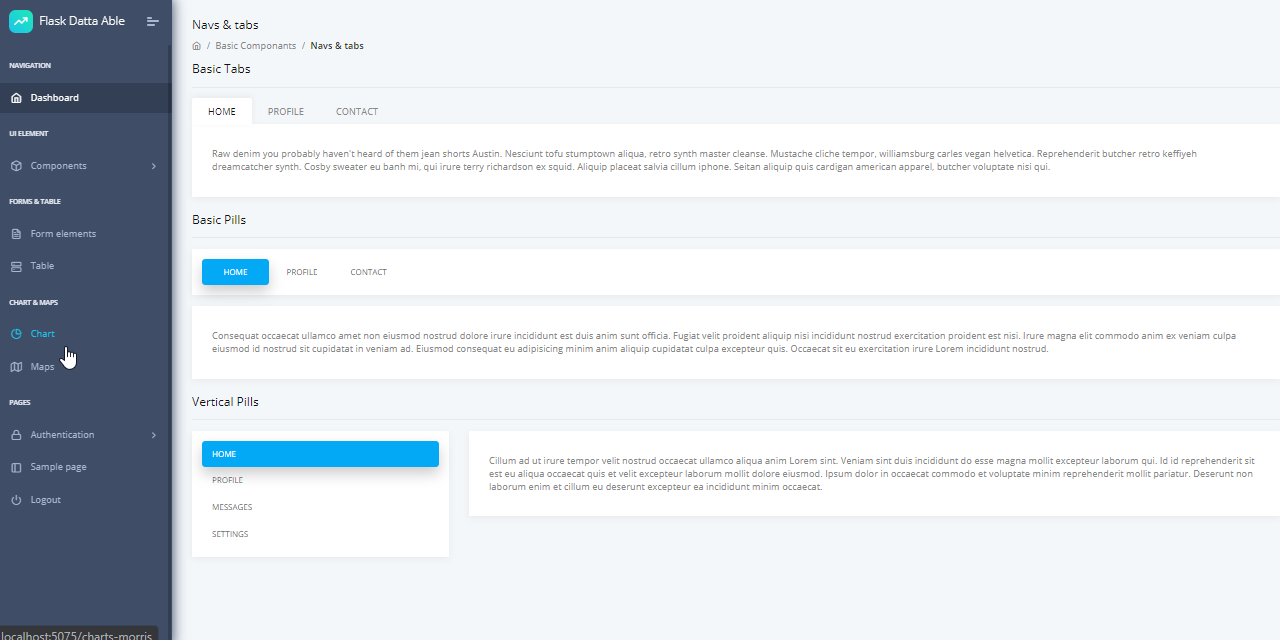 Flask Datta Able
NAVIGATION
Dashboard
UI ELEMENT
Components
FORMS & TABLE
Form elements
Table
CHART & MAPS
Chart
Maps
PAGES
Authentication
Sample page
Logout
localhost:5075/charts-morris
Navs & tabs
/ Basic Componants / Navs & tabs
Basic Tabs
HOME PROFILE CONTACT
Raw denim you probably haven't heard of them jean shorts Austin. Nesciunt tofu stumptown aliqua, retro synth master cleanse. Mustache cliche tempor, williamsburg carles vegan helvetica. Reprehenderit butcher retro keffiyeh
dreamcatcher synth. Cosby sweater eu banh mi, qui irure terry richardson ex squid. Aliquip placeat salvia cillum iphone. Seitan aliquip quis cardigan american apparel, butcher voluptate nisi qui.
Basic Pills
HOME PROFILE CONTACT
Consequat occaecat ullamco amet non eiusmod nostrud dolore irure incididunt est duis anim sunt officia. Fugiat velit proident aliquip nisi incididunt nostrud exercitation proident est nisi. Irure magna elit commodo anim ex veniam culpa
eiusmod id nostrud sit cupidatat in veniam ad. Eiusmod consequat eu adipisicing minim anim aliquip cupidatat culpa excepteur quis. Occaecat sit eu exercitation irure Lorem incididunt nostrud.
Vertical Pills
HOME
PROFILE
MESSAGES
SETTINGS
Cillum ad ut irure tempor velit nostrud occaecat ullamco aliqua anim Lorem sint. Veniam sint duis incididunt do esse magna mollit excepteur laborum qui. Id id reprehenderit sit
est eu aliqua occaecat quis et velit excepteur laborum mollit dolore eiusmod. Ipsum dolor in occaecat commodo et voluptate minim reprehenderit mollit pariatur. Deserunt non
laborum enim et cillum eu deserunt excepteur ea incididunt minim occaecat.